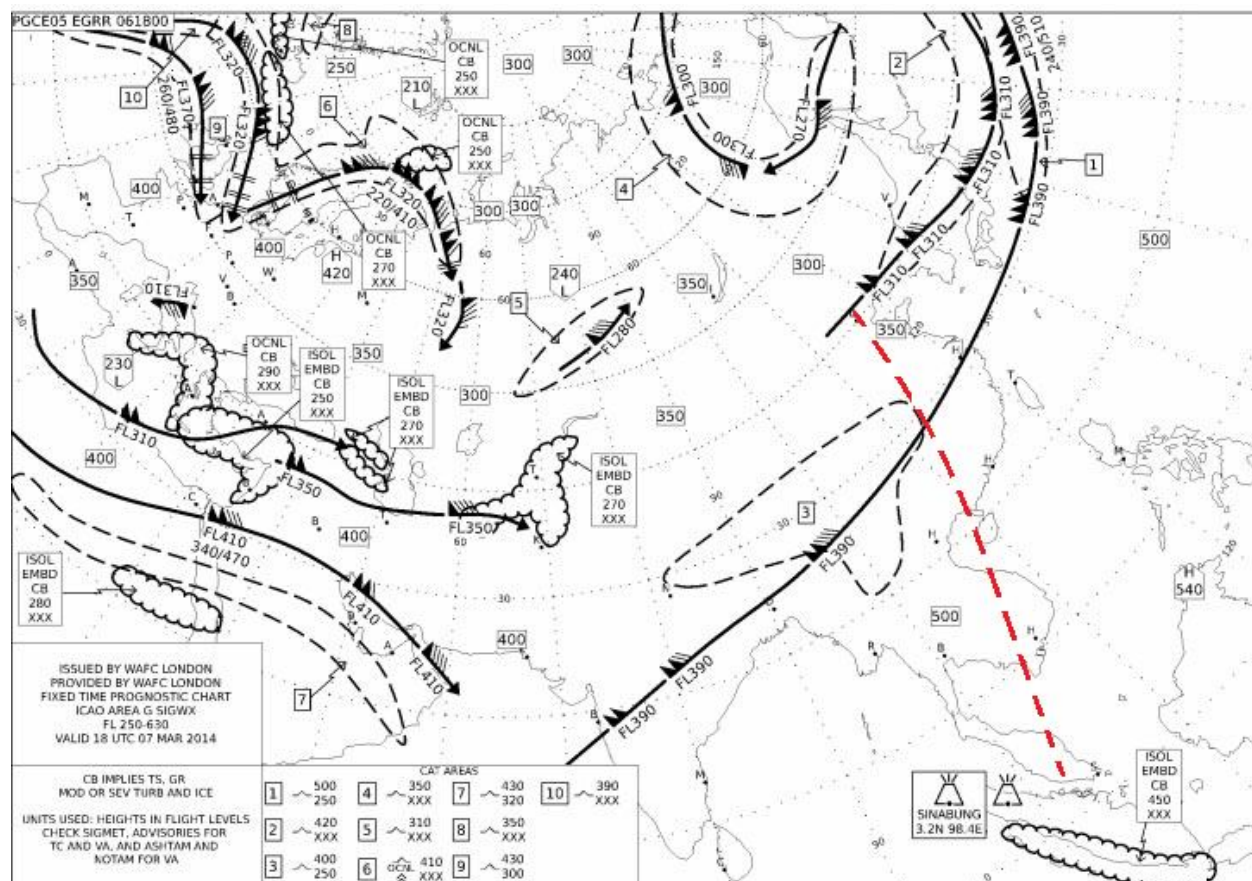 PGCE05 EGRR 061800
8
OCNL
CB
250
XXX
250
300
300
300
2
FL390
240/510
10
FL320
FL370
260/480
9
FL320
6
210
L
OCNL
CB
250
XXX
FL300
300
FL300
FL270
FL310
FL390
1
4
400
FL320
220/410
300
300
FL310
FL390
400
H
420
OCNL
CB
270
XXX
FL310
500
350
FL310
FL320
240
L
5
350
300
FL310
350
FL280
230
L
OCNL
CB
290
XXX
ISOL
EMBD
CB
250
XXX
350
ISOL
EMBD
CB
270
XXX
300
350
FL310
400
FL350
FL350
ISOL
EMBD
CB
270
XXX
3
FL410
340/470
400
FL390
ISOL
EMBD
CB
280
XXX
FL410
H
540
400
500
FL410
FL390
FL390
7
ISSUED BY WAFC LONDON
PROVIDED BY WAFC LONDON
FIXED TIME PROGNOSTIC CHART
ICAO AREA G SIGWX
FL 250-630
VALID 18 UTC 07 MAR 2014
SINABUNG
3.2N 98.4E
ISOL
EMBD
CB
450
XXX
CB IMPLIES TS, GR
MOD OR SEV TURB AND ICE
UNITS USED: HEIGHTS IN FLIGHT LEVELS
CHECK SIGMET, ADVISORIES FOR
TC AND VA, AND ASHTAM AND
NOTAM FOR VA
CAT AREAS
1 500 250
4 350 XXX
7 430 320
10 390 XXX
2 420 XXX
5 310 XXX
8 350 XXX
3 400 250
6 OCNL 410 XXX
9 430 300